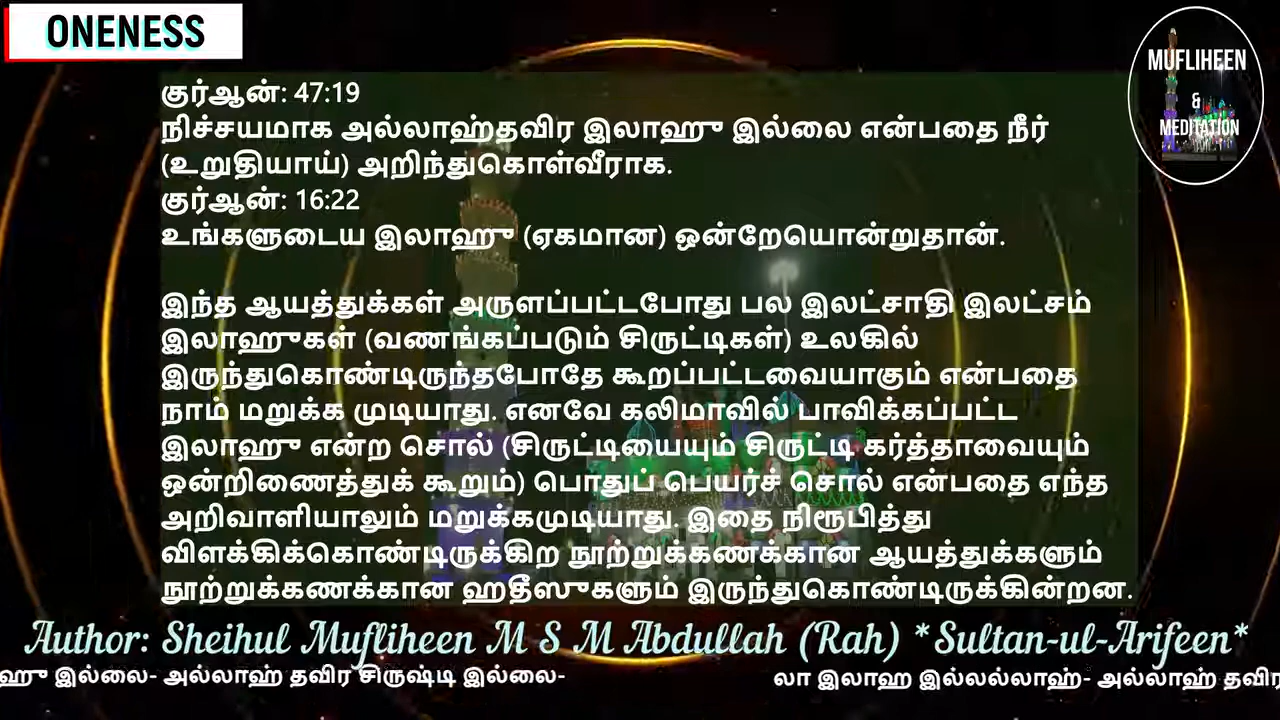 ONENESS
MUFLIHEEN
&
MEDITATION
குர்ஆன்: 47:19
நிச்சயமாக அல்லாஹ்தவிர இலாஹு இல்லை என்பதை நீர்
(உறுதியாய்) அறிந்துகொள்வீராக.
குர்ஆன்: 16:22
உங்களுடைய இலாஹு (ஏகமான) ஒன்றேயொன்றுதான்.
இந்த ஆயத்துக்கள் அருளப்பட்டபோது பல இலட்சாதி இலட்சம்
இலாஹுகள் (வணங்கப்படும் சிருட்டிகள்) உலகில்
இருந்துகொண்டிருந்தபோதே கூறப்பட்டவையாகும் என்பதை
நாம் மறுக்க முடியாது. எனவே கலிமாவில் பாவிக்கப்பட்ட
இலாஹு என்ற சொல் (சிருட்டியையும் சிருட்டி கர்த்தாவையும்
ஒன்றிணைத்துக் கூறும்) பொதுப் பெயர்ச் சொல் என்பதை எந்த
அறிவாளியாலும் மறுக்கமுடியாது. இதை நிரூபித்து
விளக்கிக்கொண்டிருக்கிற நூற்றுக்கணக்கான ஆயத்துக்களும்
நூற்றுக்கணக்கான ஹதீஸுகளும் இருந்துகொண்டிருக்கின்றன.
Author: Sheihul Mufliheen M S M Abdullah (Rah) *Sultan-ul-Arifeen*
ஹு இல்லை- அல்லாஹ் தவிர சிருஷ்டி இல்லை- லா இலாஹ இல்லல்லாஹ்- அல்லாஹ் தவிர